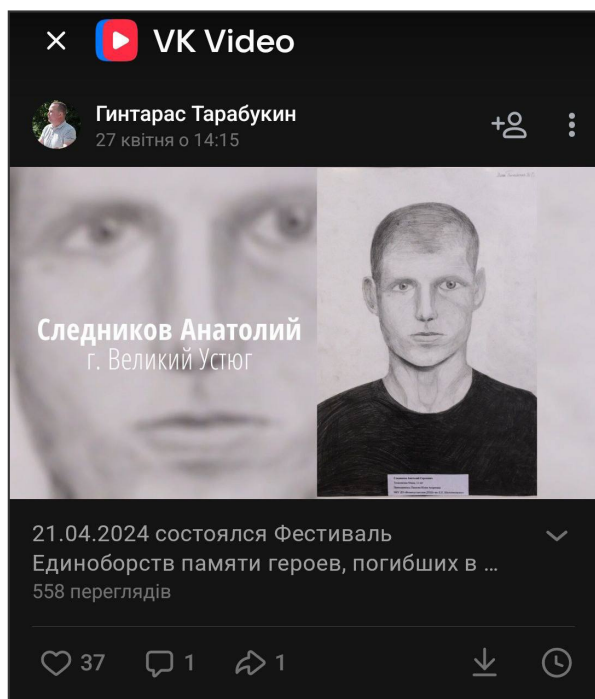 VK Video
Гинтарас Тарабукин
27 квітня о 14:15
Следников Анатолий
г. Великий Устюг
21.04.2024 состоялся Фестиваль
Единоборств памяти героев, погибших в ...
558 переглядів
37
1
1